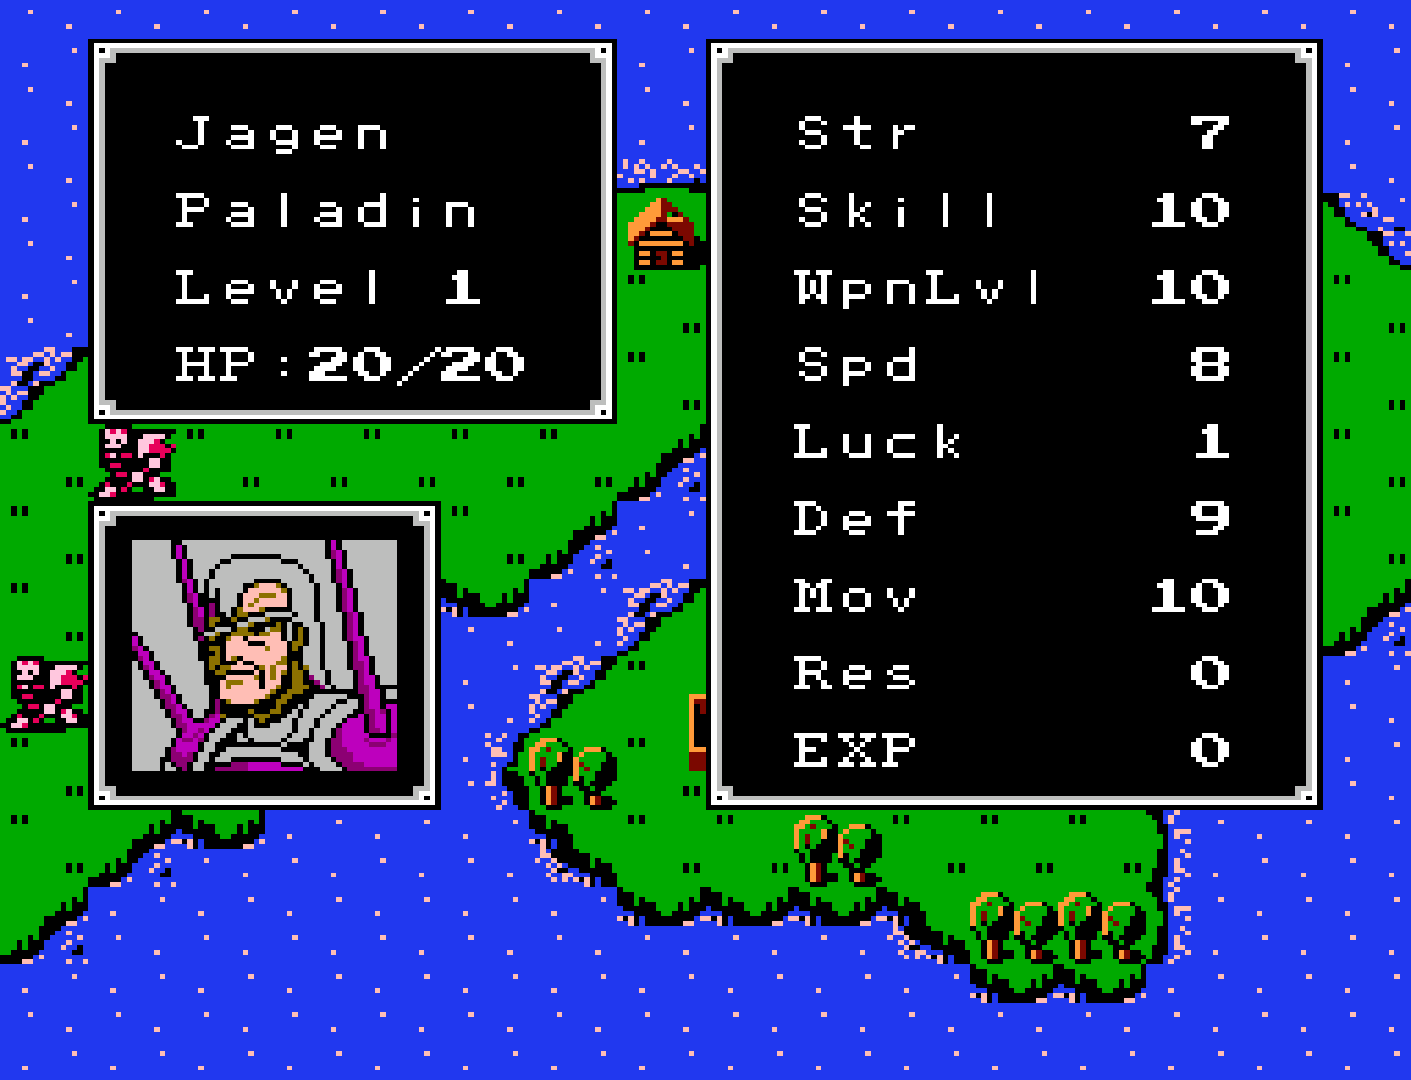 Jagen
Paladin
Level 1
HP:20/20
Str 7
Skill 10
WpnLvl 10
Spd 8
Luck 1
Def 9
Mov 10
Res 0
EXP 0